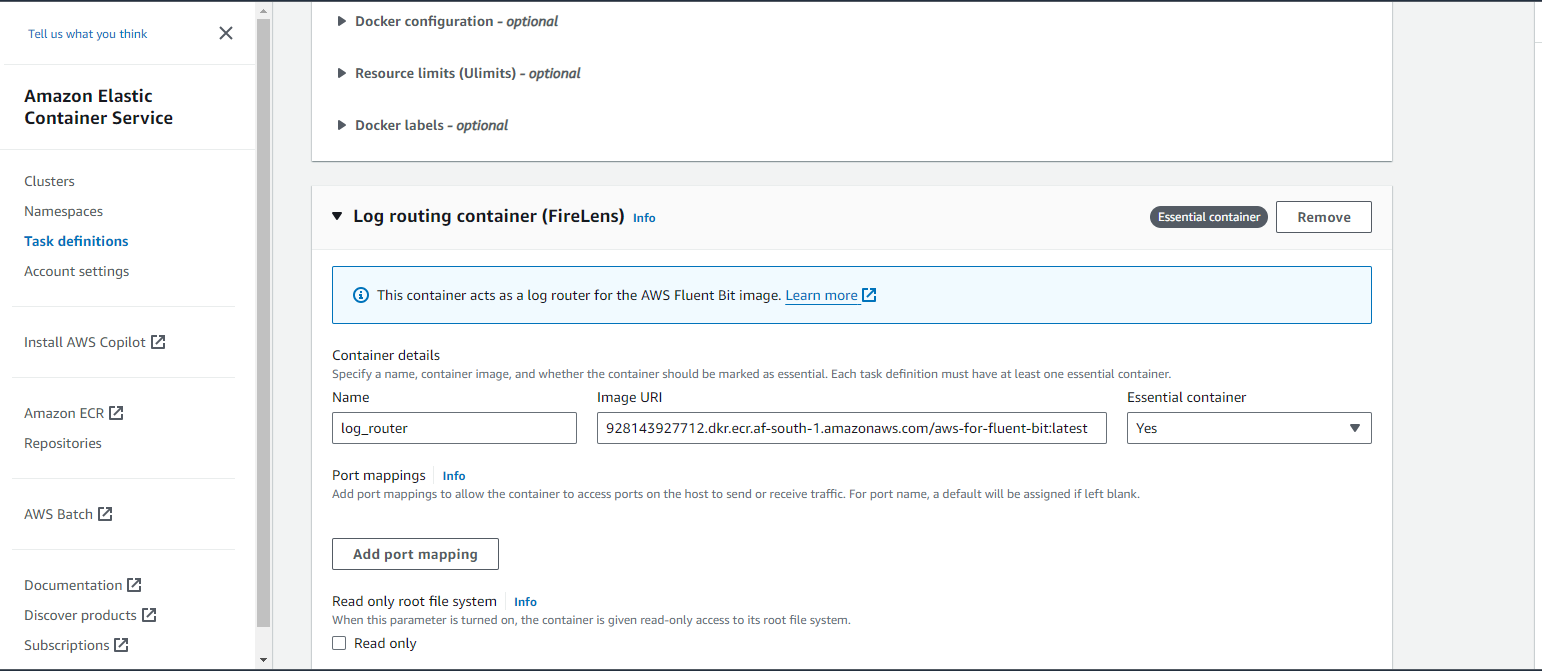 Tell us what you think
Amazon Elastic
Container Service
Clusters
Namespaces
Task definitions
Account settings
Install AWS Copilot
Amazon ECR
Repositories
AWS Batch
Documentation
Discover products
Subscriptions
Docker configuration - optional
Resource limits (Ulimits) - optional
Docker labels - optional
Log routing container (FireLens) Info
Essential container
Remove
This container acts as a log router for the AWS Fluent Bit image. Learn more
Container details
Specify a name, container image, and whether the container should be marked as essential. Each task definition must have at least one essential container.
Name Image URI Essential container
log_router 928143927712.dkr.ecr.af-south-1.amazonaws.com/aws-for-fluent-bit:latest Yes
Port mappings Info
Add port mappings to allow the container to access ports on the host to send or receive traffic. For port name, a default will be assigned if left blank.
Add port mapping
Read only root file system Info
When this parameter is turned on, the container is given read-only access to its root file system.
Read only